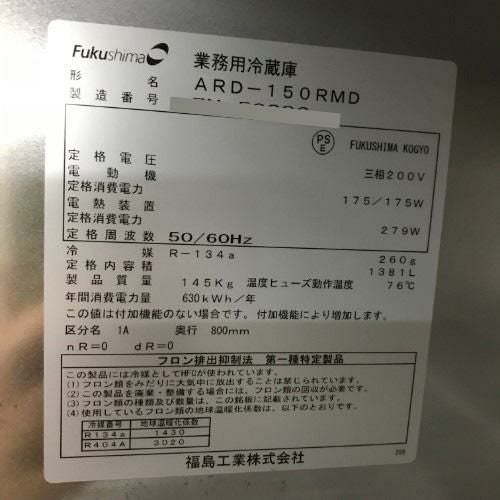 Fukushima 業務用冷蔵庫
形名 ARD-150RMD
製造番号
PS E FUKUSHIMA KOGYO
定格電圧 三相200V
電動機
定格消費電力 175/175W
電熱装置
定格消費電力 279W
定格周波数 50/60Hz
冷媒 R-134a 260g
定格内容積 1381L
製品質量 145Kg 温度ヒューズ動作温度 76℃
年間消費電力量 630kWh/年
この値は付加機能のない場合です。付加機能により増加します。
区分名 1A 奥行 800mm
nR=0 dR=0
フロン排出抑制法 第一種特定製品
この製品には冷媒としてHFCが使われています。
(1) フロン類をみだりに大気中に放出することは禁じられています。
(2) この製品を廃棄・整備する場合には、フロン類の回収が必要です。
(3) フロン類の種類及び数量は、この銘板に記載されています。
(4) 使用しているフロン類の地球温暖化係数は、以下のとおりです。
冷媒番号 地球温暖化係数
R134a 1430
R404A 3020
福島工業株式会社